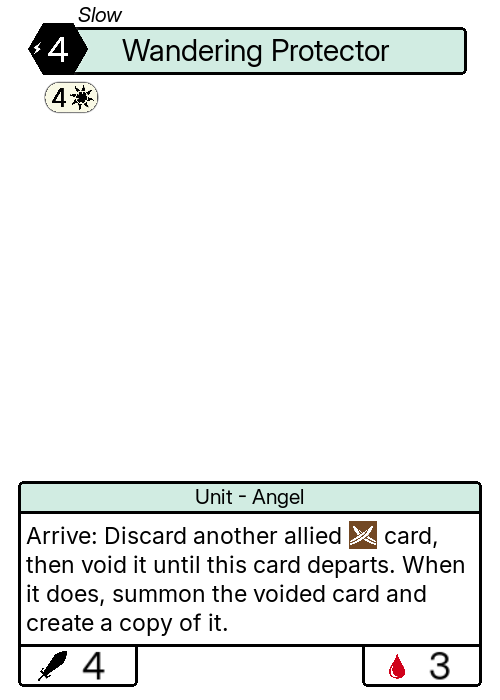 Slow
4 Wandering Protector
4
Unit - Angel
Arrive: Discard another allied card,
then void it until this card departs. When
it does, summon the voided card and
create a copy of it.
4 3